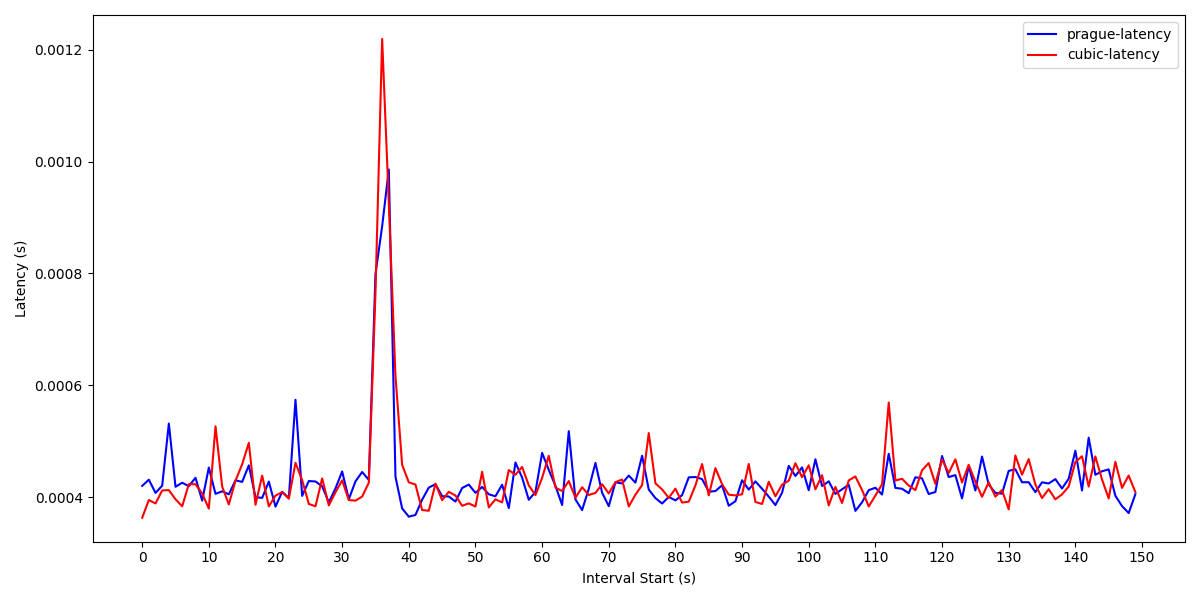 prague-latency
cubic-latency
0.0012
0.0010
0.0008
0.0006
0.0004
Latency (s)
0 10 20 30 40 50 60 70 80 90 100 110 120 130 140 150
Interval Start (s)